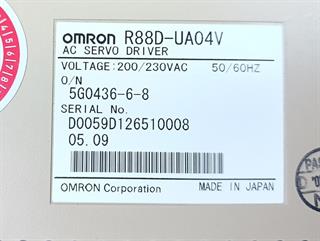 OMRON R88D-UA04V
AC SERVO DRIVER
VOLTAGE:200/230VAC 50/60HZ
O/N
5G0436-6-8
SERIAL No.
D0059D126510008
05.09
OMRON Corporation MADE IN JAPAN